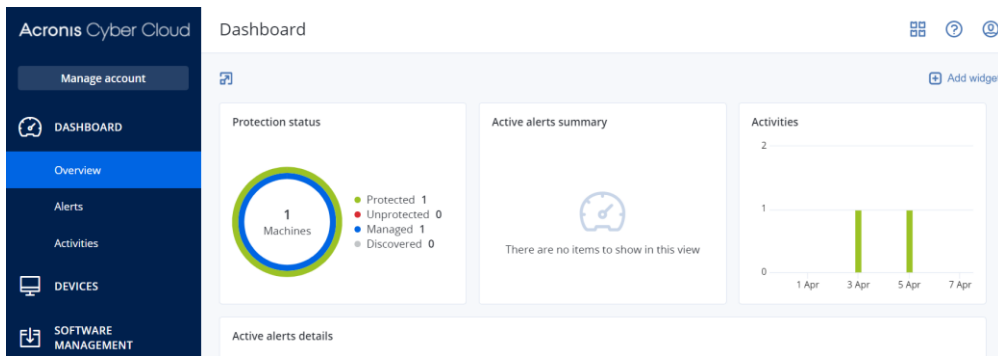 Acronis Cyber Cloud
Manage account
DASHBOARD
Overview
Alerts
Activities
DEVICES
SOFTWARE
MANAGEMENT
Dashboard
Add widget
Protection status
1
Machines
Protected 1
Unprotected 0
Managed 1
Discovered 0
Active alerts summary
There are no items to show in this view
Activities
2
1
0
1 Apr 3 Apr 5 Apr 7 Apr
Active alerts details